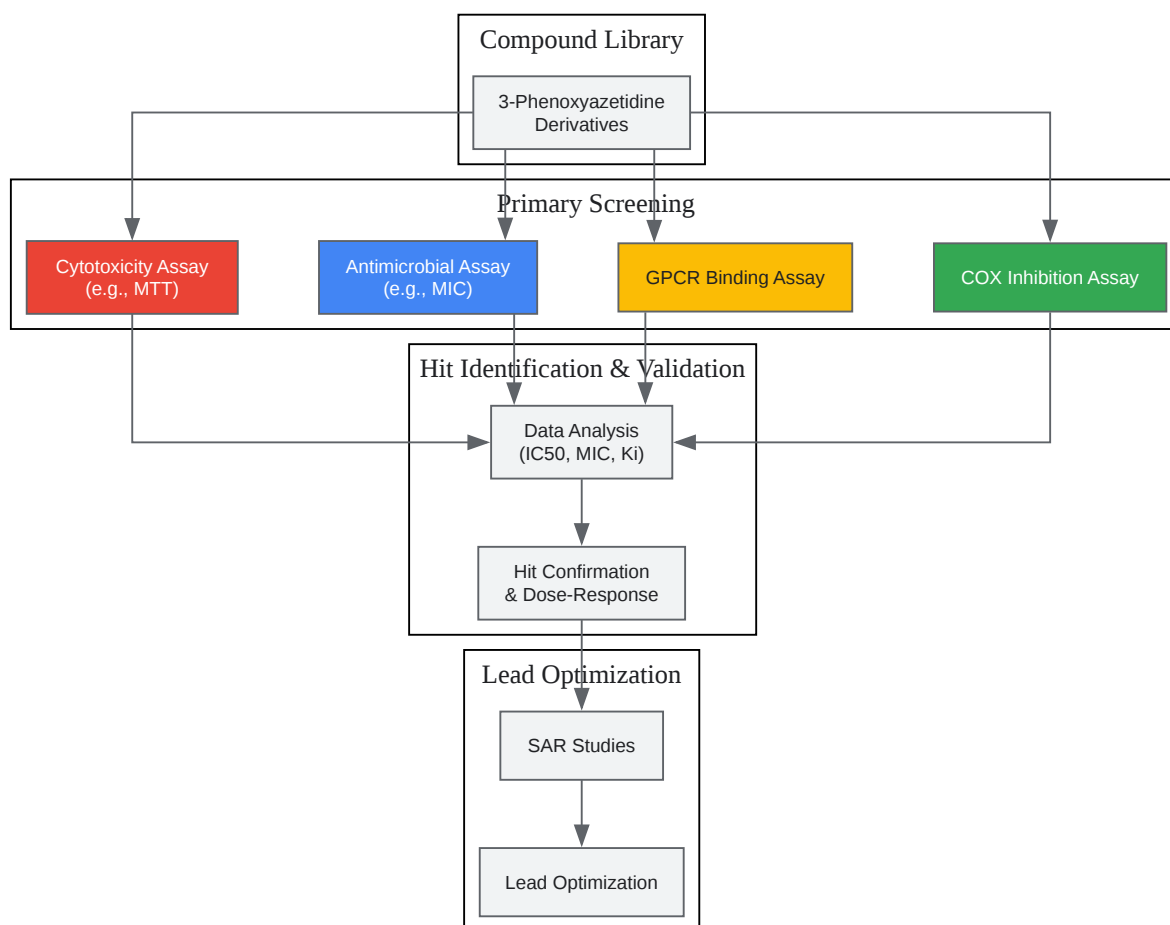 Compound Library
3-Phenoxyazetidine
Derivatives
Primary Screening
Cytotoxicity Assay
(e.g., MTT)
Antimicrobial Assay
(e.g., MIC)
GPCR Binding Assay
COX Inhibition Assay
Hit Identification & Validation
Data Analysis
(IC50, MIC, Ki)
Hit Confirmation
& Dose-Response
Lead Optimization
SAR Studies
Lead Optimization